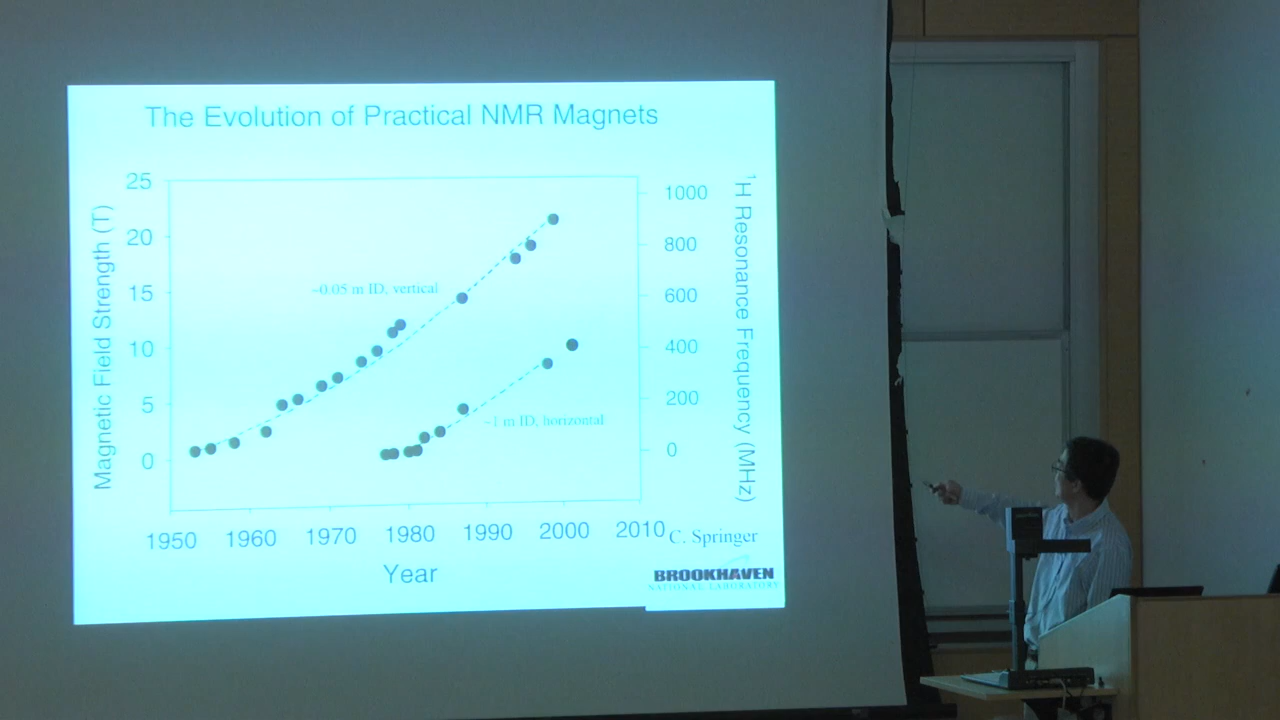 The Evolution of Practical NMR Magnets
Magnetic Field Strength (T)
25
20
15
10
5
0
~0.05 m ID, vertical
~1 m ID, horizontal
1000
800
600
400
200
0
¹H Resonance Frequency (MHz)
1950 1960 1970 1980 1990 2000 2010
Year
C. Springer
BROOKHAVEN
NATIONAL LABORATORY